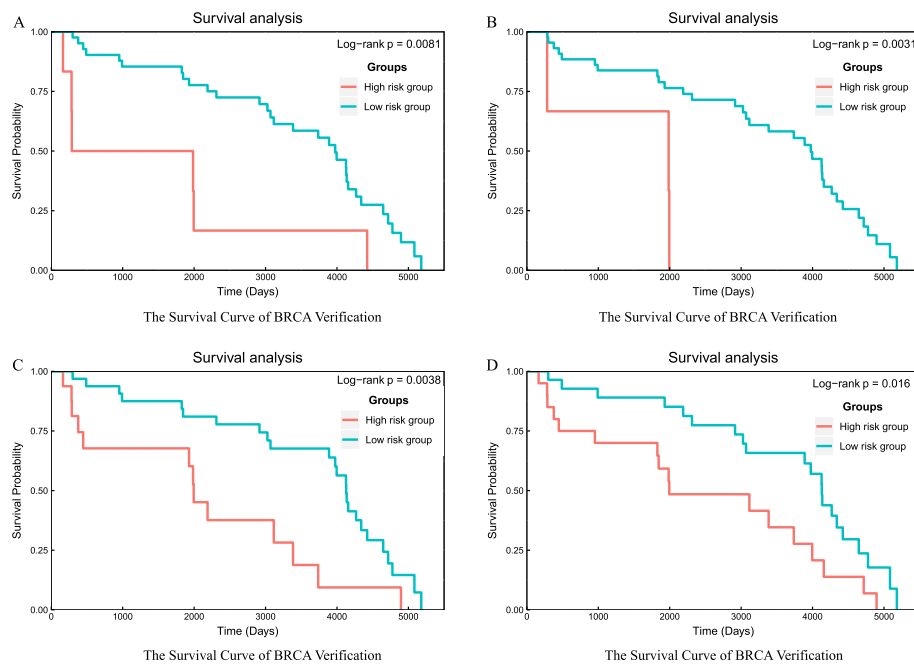 A
Survival analysis
Log-rank p = 0.0081
Groups
High risk group
Low risk group
Survival Probability
1.00
0.75
0.50
0.25
0.00
0 1000 2000 3000 4000 5000
Time (Days)
The Survival Curve of BRCA Verification
B
Survival analysis
Log-rank p = 0.0031
Groups
High risk group
Low risk group
Survival Probability
1.00
0.75
0.50
0.25
0.00
0 1000 2000 3000 4000 5000
Time (Days)
The Survival Curve of BRCA Verification
C
Survival analysis
Log-rank p = 0.0038
Groups
High risk group
Low risk group
Survival Probability
1.00
0.75
0.50
0.25
0.00
0 1000 2000 3000 4000 5000
Time (Days)
The Survival Curve of BRCA Verification
D
Survival analysis
Log-rank p = 0.016
Groups
High risk group
Low risk group
Survival Probability
1.00
0.75
0.50
0.25
0.00
0 1000 2000 3000 4000 5000
Time (Days)
The Survival Curve of BRCA Verification